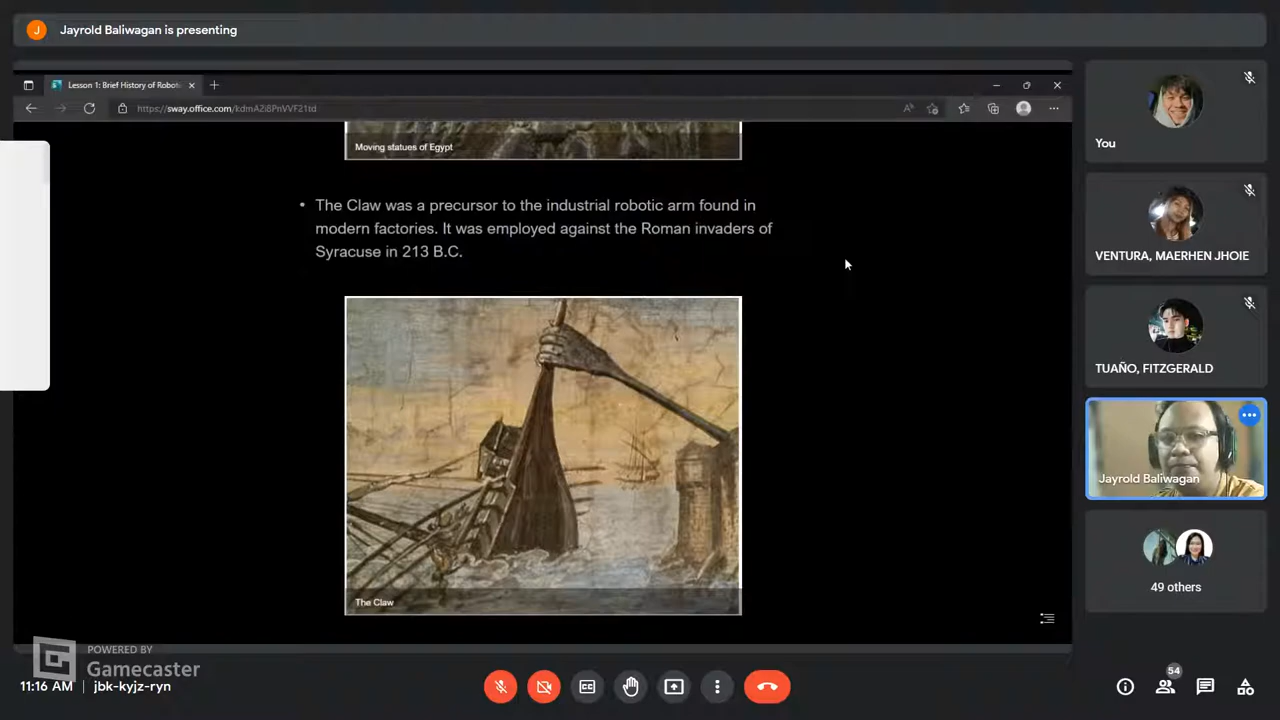 J
Jayrold Baliwagan is presenting
Lesson 1: Brief History of Roboti
https://sway.office.com/kdmAZi8PnVVF21td
Moving statues of Egypt
• The Claw was a precursor to the industrial robotic arm found in
modern factories. It was employed against the Roman invaders of
Syracuse in 213 B.C.
The Claw
You
VENTURA, MAERHEN JHOIE
TUAÑO, FITZGERALD
Jayrold Baliwagan
49 others
POWERED BY
Gamecaster
11:16 AM | jbk-kyjz-ryn
CC
54